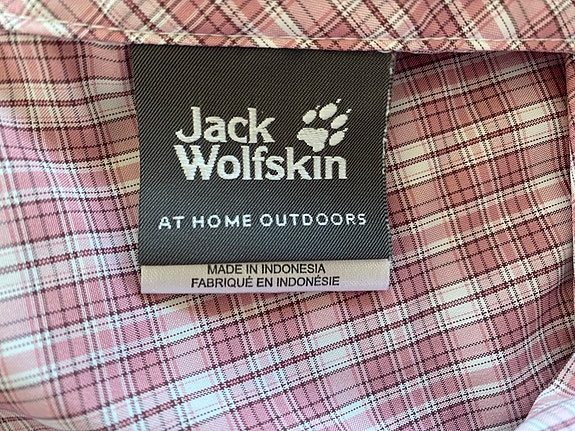 Jack
Wolfskin
AT HOME OUTDOORS
MADE IN INDONESIA
FABRIQUÉ EN INDONÉSIE